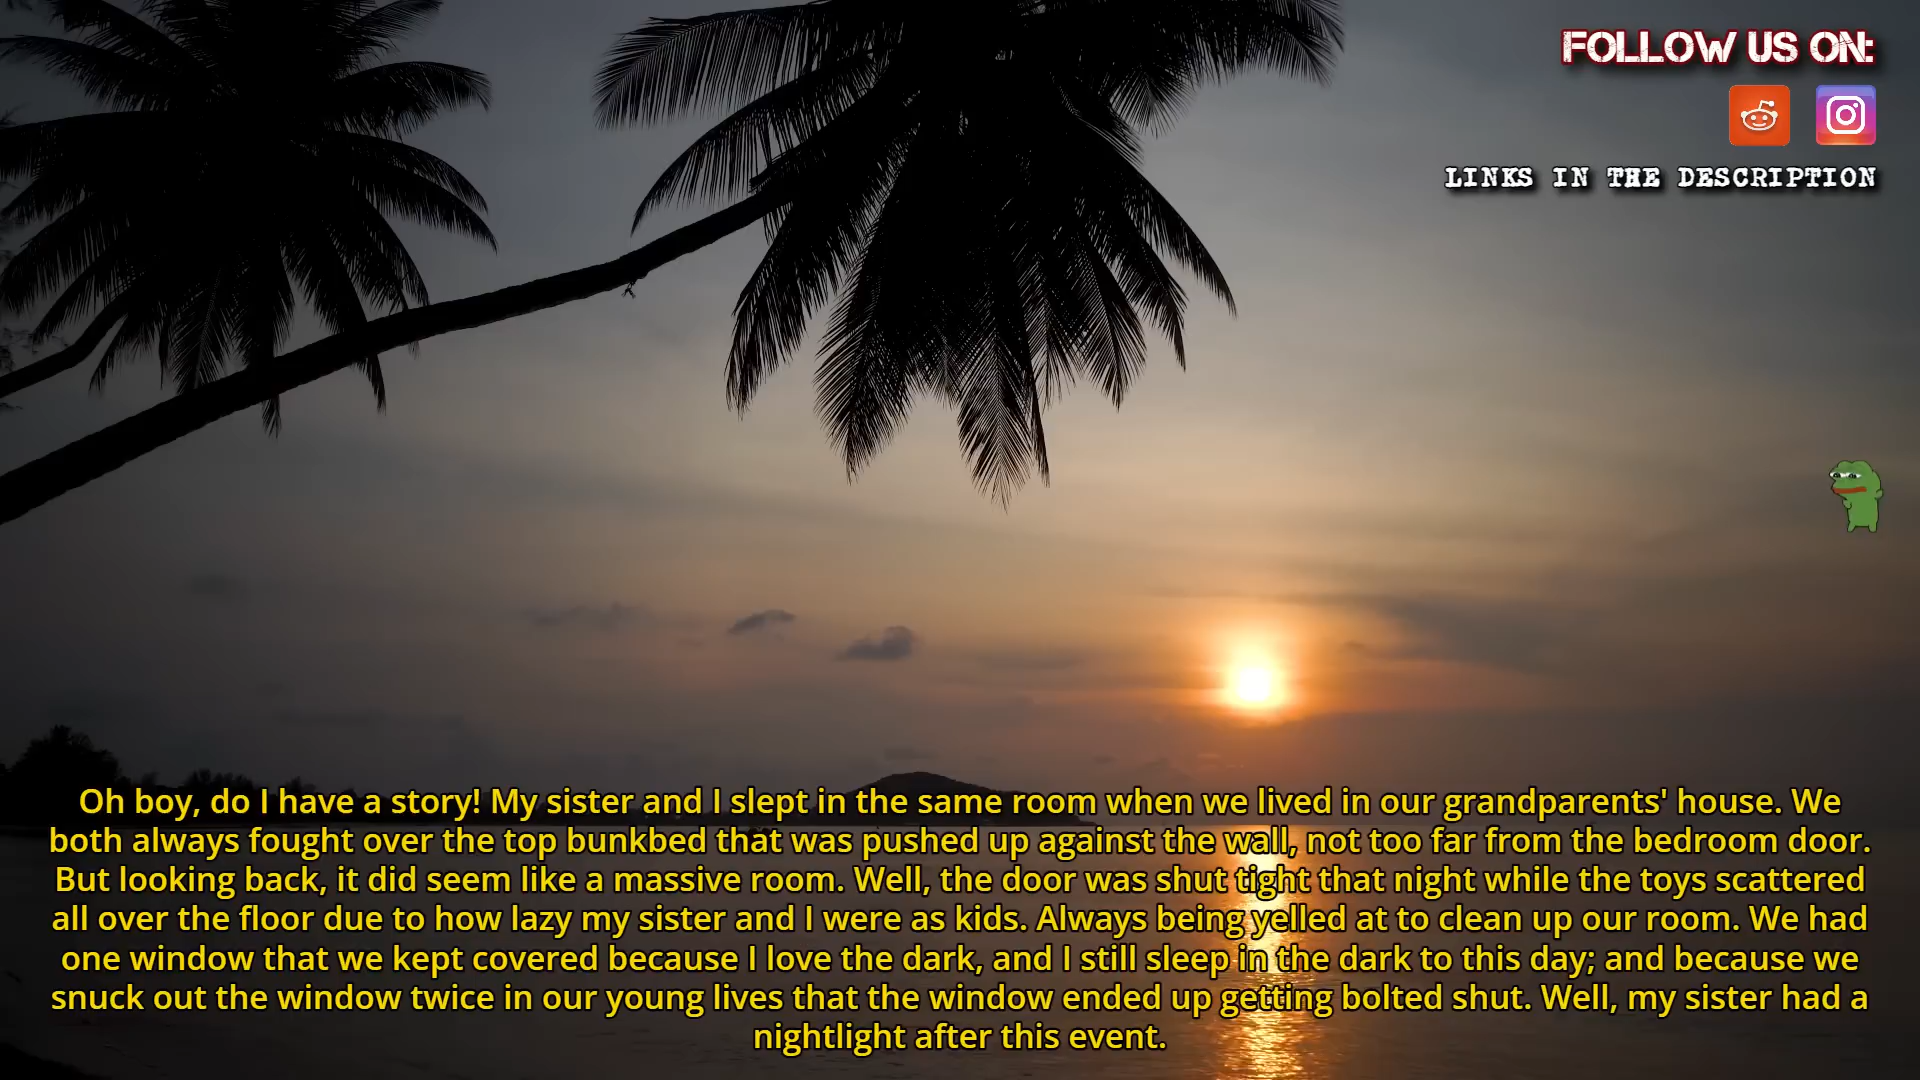 FOLLOW US ON:
LINKS IN THE DESCRIPTION
Oh boy, do I have a story! My sister and I slept in the same room when we lived in our grandparents' house. We
both always fought over the top bunkbed that was pushed up against the wall, not too far from the bedroom door.
But looking back, it did seem like a massive room. Well, the door was shut tight that night while the toys scattered
all over the floor due to how lazy my sister and I were as kids. Always being yelled at to clean up our room. We had
one window that we kept covered because I love the dark, and I still sleep in the dark to this day; and because we
snuck out the window twice in our young lives that the window ended up getting bolted shut. Well, my sister had a
nightlight after this event.